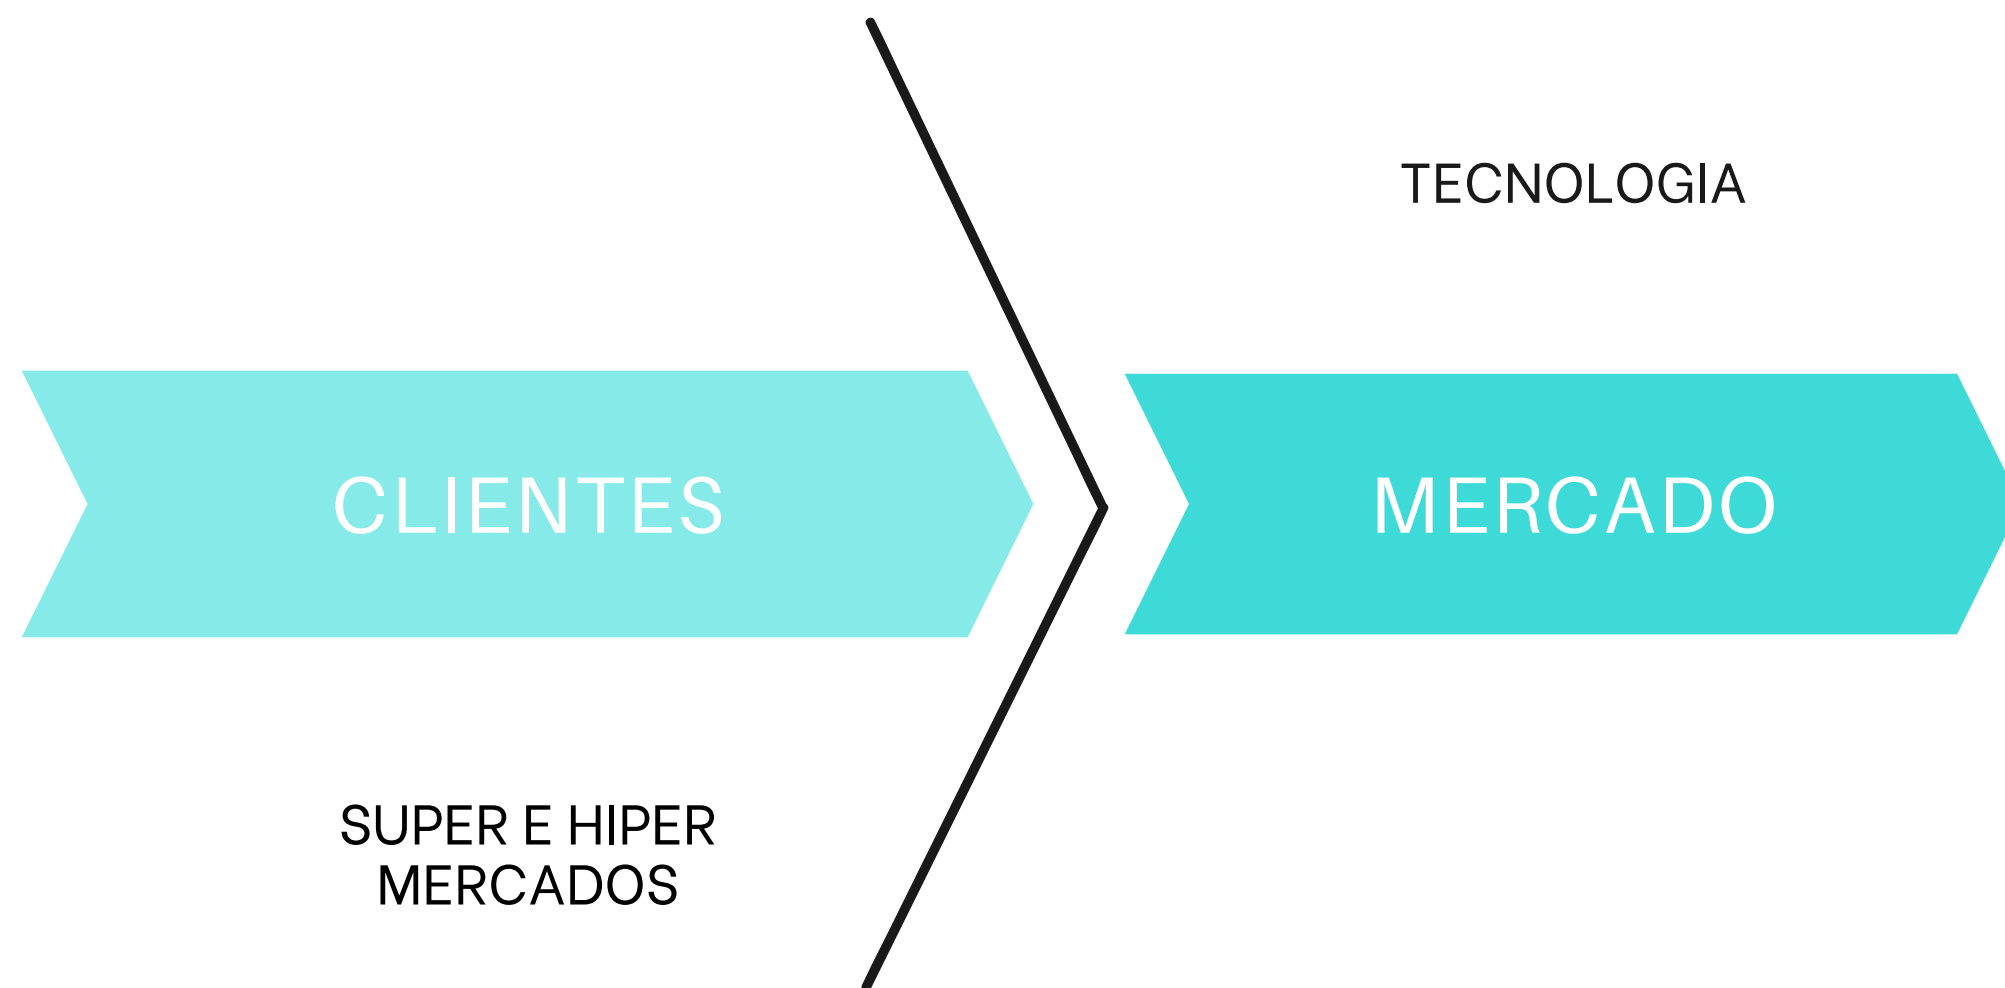 TECNOLOGIA
CLIENTES
MERCADO
SUPER E HIPER
MERCADOS